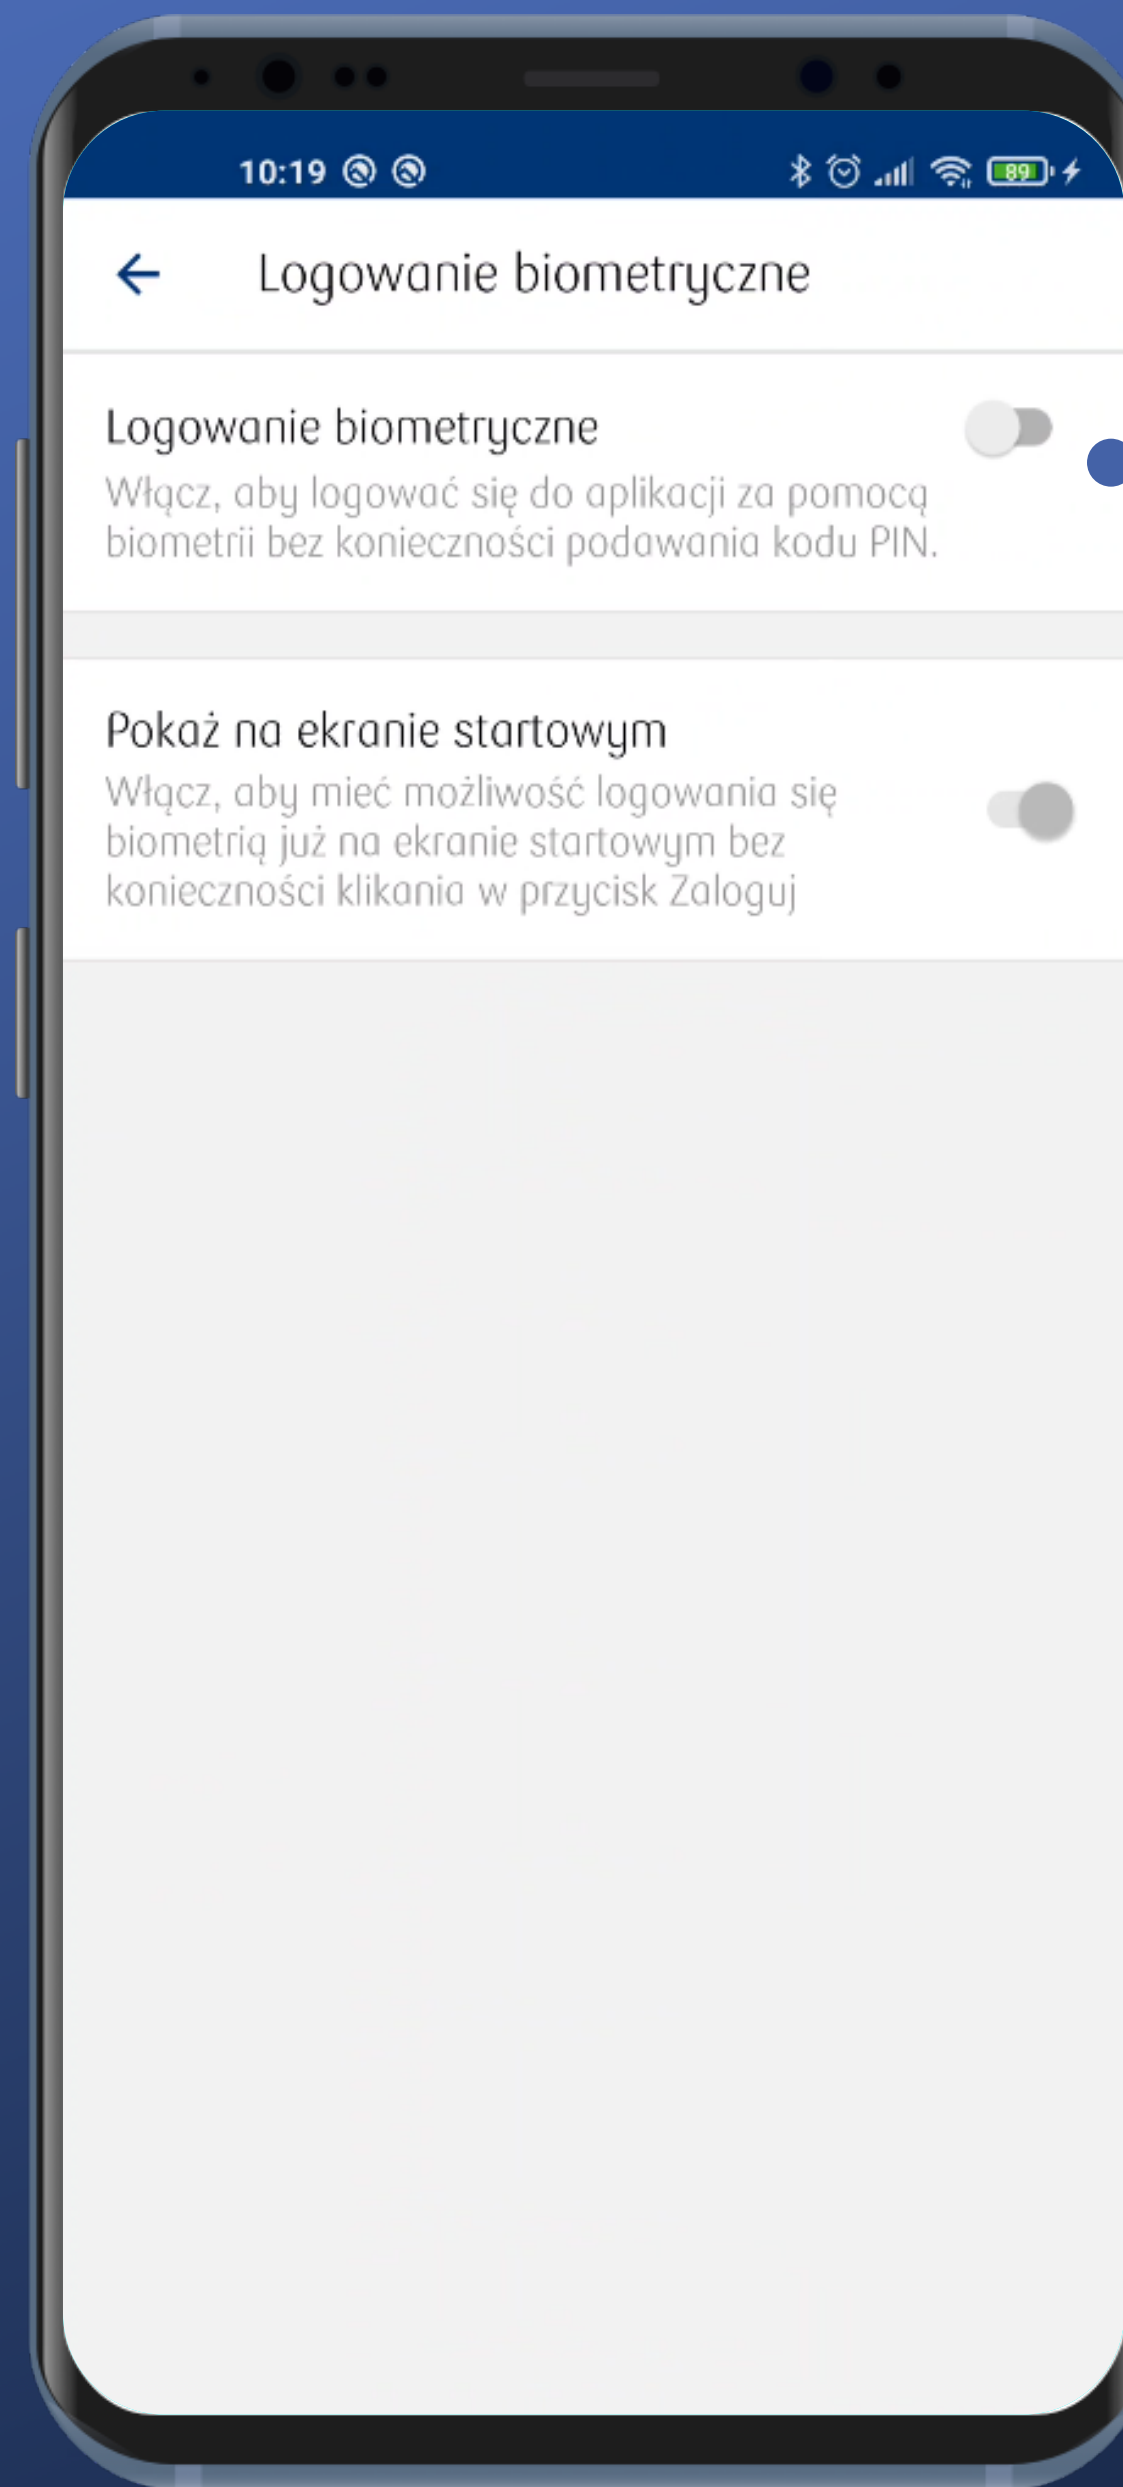 10:19 89
Logowanie biometryczne
Logowanie biometryczne
Włącz, aby logować się do aplikacji za pomocą
biometrii bez konieczności podawania kodu PIN.
Pokaż na ekranie startowym
Włącz, aby mieć możliwość logowania się
biometrią już na ekranie startowym bez
konieczności klikania w przycisk Zaloguj